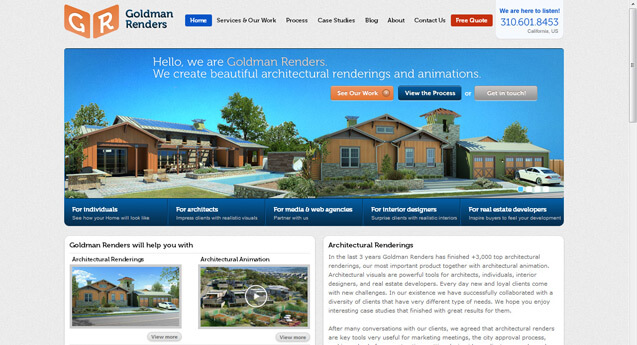 GR
Goldman
Renders
Home Services & Our Work Process Case Studies Blog About Contact Us Free Quote
We are here to listen!
310.601.8453
California, US
Hello, we are Goldman Renders.
We create beautiful architectural renderings and animations.
See Our Work View the Process or Get in touch!
For individuals
See how your Home will look like
For architects
Impress clients with realistic visuals
For media & web agencies
Partner with us
For interior designers
Surprise clients with realistic interiors
For real estate developers
Inspire buyers to feel your development
Goldman Renders will help you with
Architectural Renderings
View more
Architectural Animation
View more
Architectural Renderings
In the last 3 years Goldman Renders has finished +3,000 top architectural
renderings, our most important product together with architectural animation.
Architectural visuals are powerful tools for architects, individuals, interior
designers, and real estate developers. Every day new and loyal clients come
with new challenges. In our existence we have successfully collaborated with a
diversity of clients that have very different type of needs. We hope you enjoy
interesting case studies that finished with great results for them.
After many conversations with our clients, we agreed that architectural renders
are key tools very useful for marketing meetings, the city approval process,